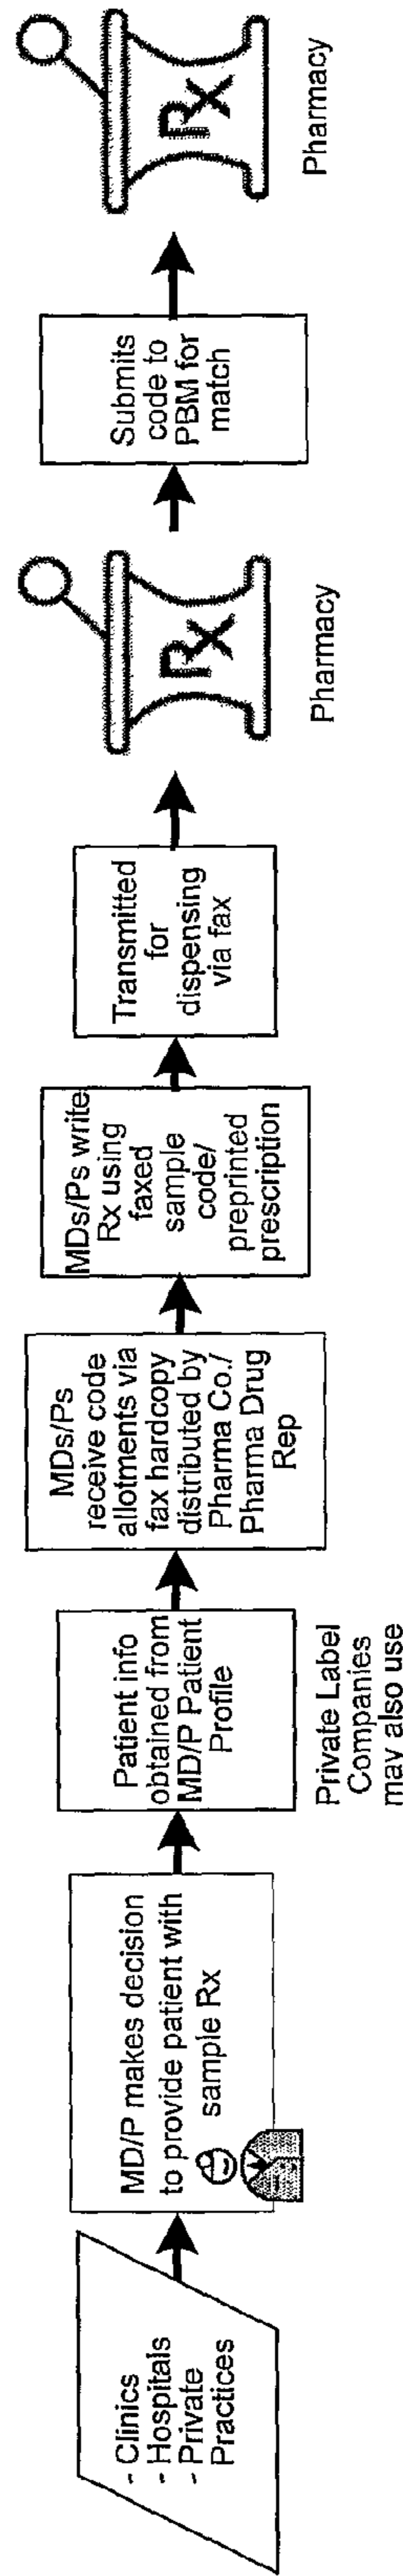 - Clinics
- Hospitals
- Private
Practices
MD/P makes decision
to provide patient with
sample Rx
Patient info
obtained from
MD/P Patient
Profile
Private Label
Companies
may also use
MDs/Ps
receive code
allotments via
fax hardcopy
distributed by
Pharma Co./
Pharma Drug
Rep
MDs/Ps write
Rx using
faxed
sample
code/
preprinted
prescription
Transmitted
for
dispensing
via fax
Rx
Pharmacy
Submits
code to
PBM for
match
Rx
Pharmacy